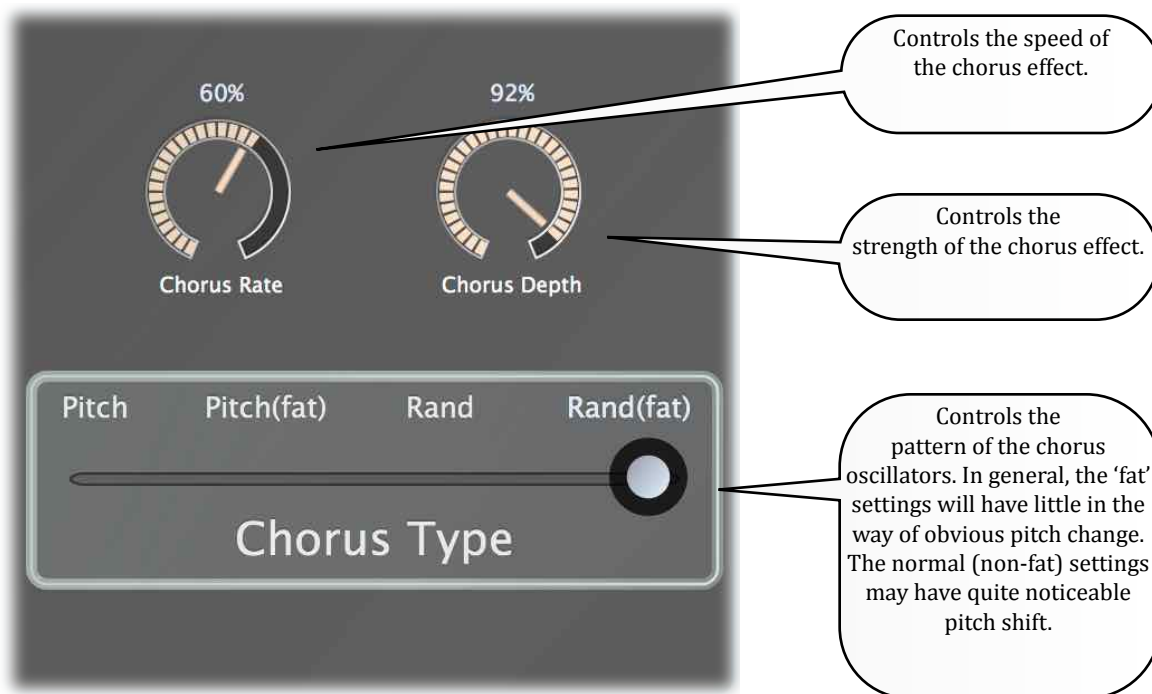 60%
92%
Chorus Rate
Chorus Depth
Pitch
Pitch(fat)
Rand
Rand(fat)
Chorus Type
Controls the speed of
the chorus effect.
Controls the
strength of the chorus effect.
Controls the
pattern of the chorus
oscillators. In general, the ‘fat’
settings will have little in the
way of obvious pitch change.
The normal (non-fat) settings
may have quite noticeable
pitch shift.